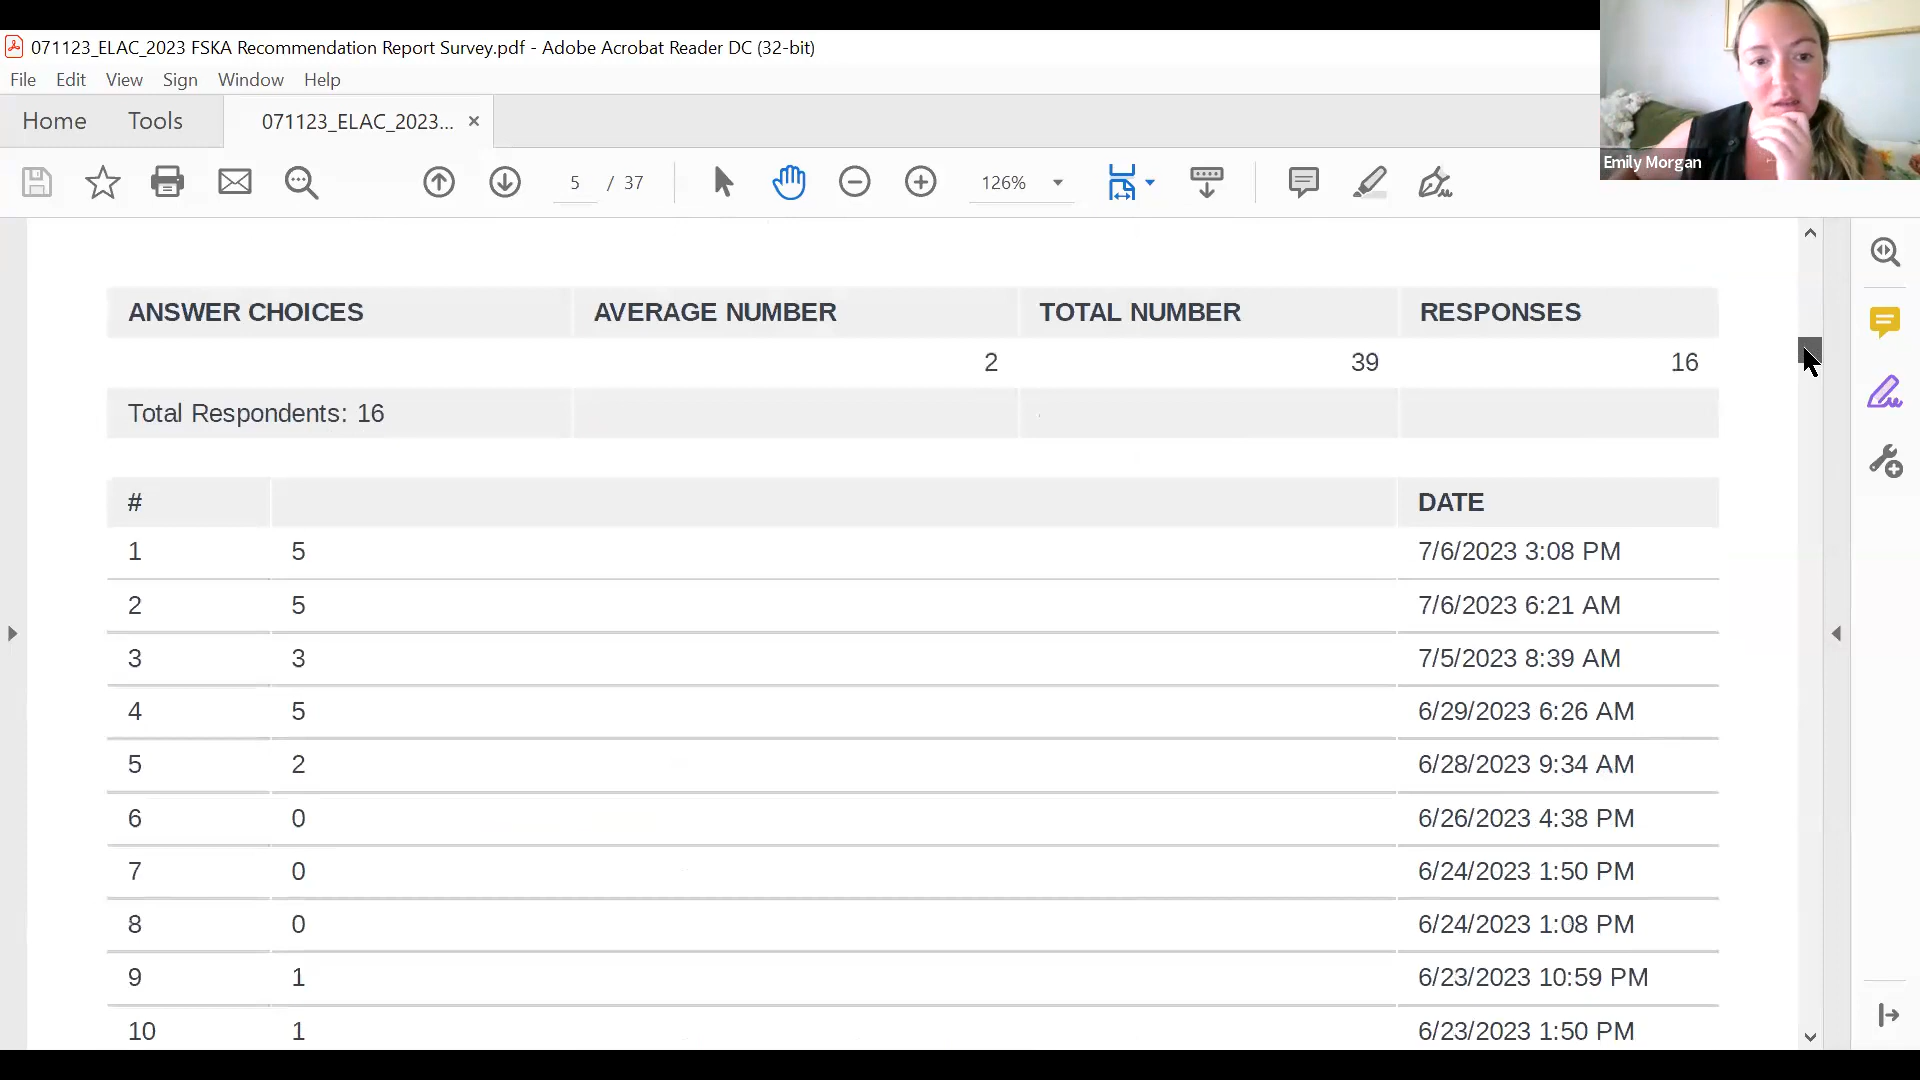 071123_ELAC_2023 FSKA Recommendation Report Survey.pdf - Adobe Acrobat Reader DC (32-bit)
File Edit View Sign Window Help
Home Tools 071123_ELAC_2023... ×
5 / 37 126%
Emily Morgan
ANSWER CHOICES AVERAGE NUMBER TOTAL NUMBER RESPONSES
2 39 16
Total Respondents: 16
# DATE
1 5 7/6/2023 3:08 PM
2 5 7/6/2023 6:21 AM
3 3 7/5/2023 8:39 AM
4 5 6/29/2023 6:26 AM
5 2 6/28/2023 9:34 AM
6 0 6/26/2023 4:38 PM
7 0 6/24/2023 1:50 PM
8 0 6/24/2023 1:08 PM
9 1 6/23/2023 10:59 PM
10 1 6/23/2023 1:50 PM